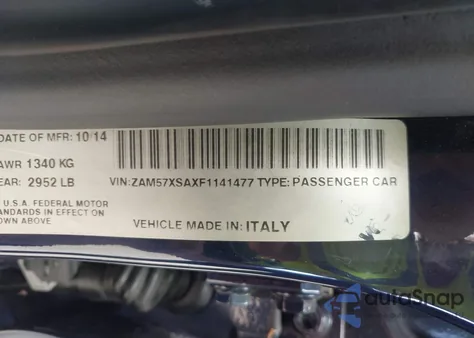 DATE OF MFR: 10 14
AWR 1340 KG
EAR: 2952 LB
VIN:ZAM57XSAXF1141477 TYPE: PASSENGER CAR
U.S.A. FEDERAL MOTOR
STANDARDS IN EFFECT ON
OWN ABOVE
VEHICLE MADE IN: ITALY
autoSnap